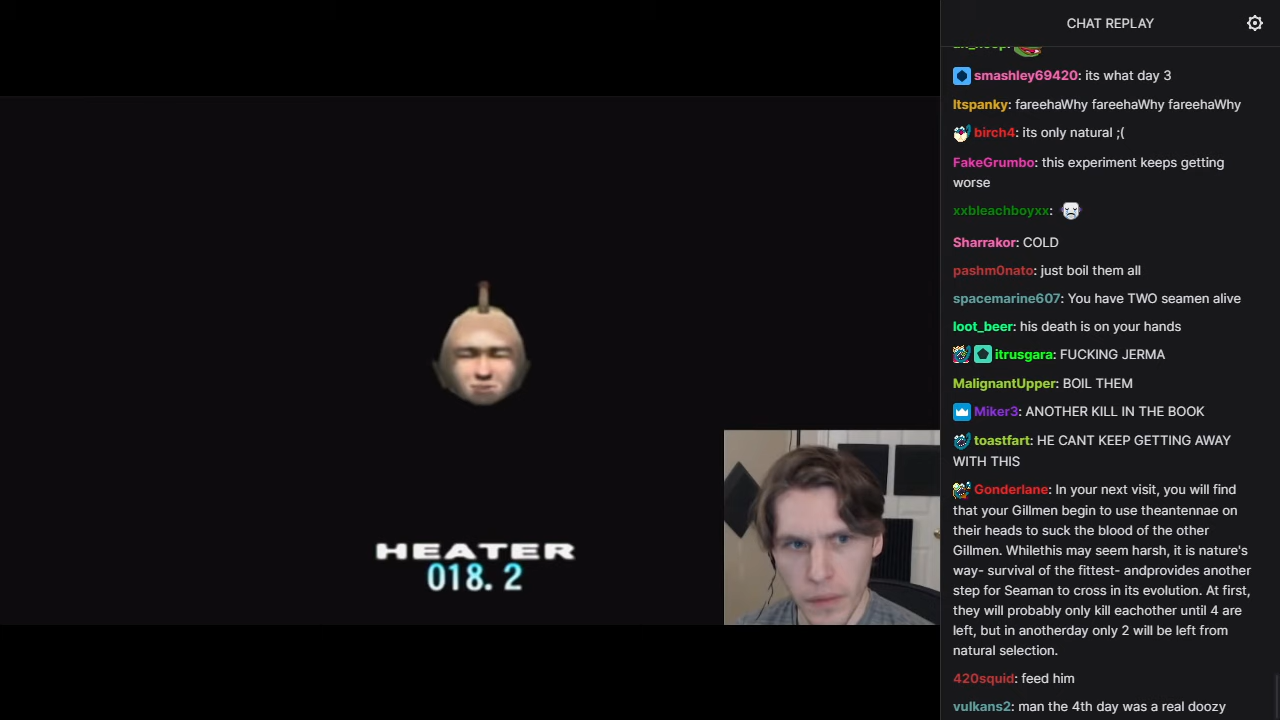 CHAT REPLAY
smashley69420: its what day 3
Itspanky: fareehaWhy fareehaWhy fareehaWhy
birch4: its only natural ;(
FakeGrumbo: this experiment keeps getting
worse
xxbleachboyxx:
Sharrakor: COLD
pashm0nato: just boil them all
spacemarine607: You have TWO seamen alive
loot_beer: his death is on your hands
itrusgara: FUCKING JERMA
MalignantUpper: BOIL THEM
Miker3: ANOTHER KILL IN THE BOOK
toastfart: HE CANT KEEP GETTING AWAY
WITH THIS
Gonderlane: In your next visit, you will find
that your Gillmen begin to use theantennae on
their heads to suck the blood of the other
Gillmen. Whilethis may seem harsh, it is nature's
way- survival of the fittest- andprovides another
step for Seaman to cross in its evolution. At first,
they will probably only kill eachother until 4 are
left, but in anotherday only 2 will be left from
natural selection.
420squid: feed him
vulkans2: man the 4th day was a real doozy
HEATER
018. 2